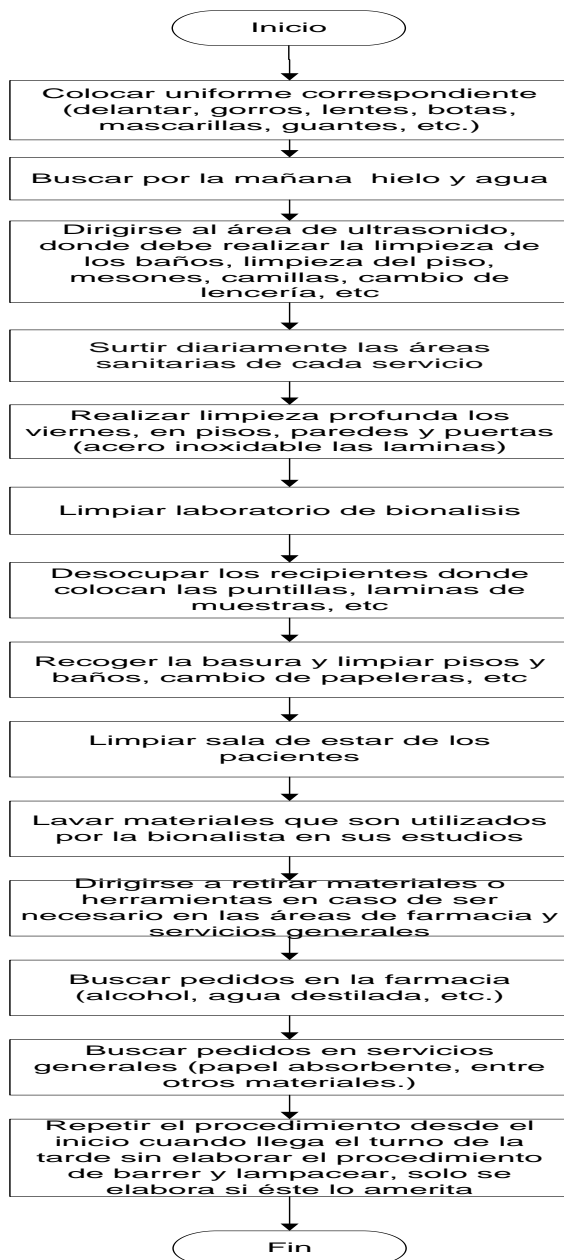 Inicio
Colocar uniforme correspondiente
(delantar, gorros, lentes, botas,
mascarillas, guantes, etc.)
Buscar por la mañana hielo y agua
Dirigirse al área de ultrasonido,
donde debe realizar la limpieza de
los baños, limpieza del piso,
mesones, camillas, cambio de
lencería, etc
Surtir diariamente las áreas
sanitarias de cada servicio
Realizar limpieza profunda los
viernes, en pisos, paredes y puertas
(acero inoxidable las laminas)
Limpiar laboratorio de bionalisis
Desocupar los recipientes donde
colocan las puntillas, laminas de
muestras, etc
Recoger la basura y limpiar pisos y
baños, cambio de papeleras, etc
Limpiar sala de estar de los
pacientes
Lavar materiales que son utilizados
por la bionalista en sus estudios
Dirigirse a retirar materiales o
herramientas en caso de ser
necesario en las áreas de farmacia y
servicios generales
Buscar pedidos en la farmacia
(alcohol, agua destilada, etc.)
Buscar pedidos en servicios
generales (papel absorbente, entre
otros materiales.)
Repetir el procedimiento desde el
inicio cuando llega el turno de la
tarde sin elaborar el procedimiento
de barrer y lampacear, solo se
elabora si éste lo amerita
Fin